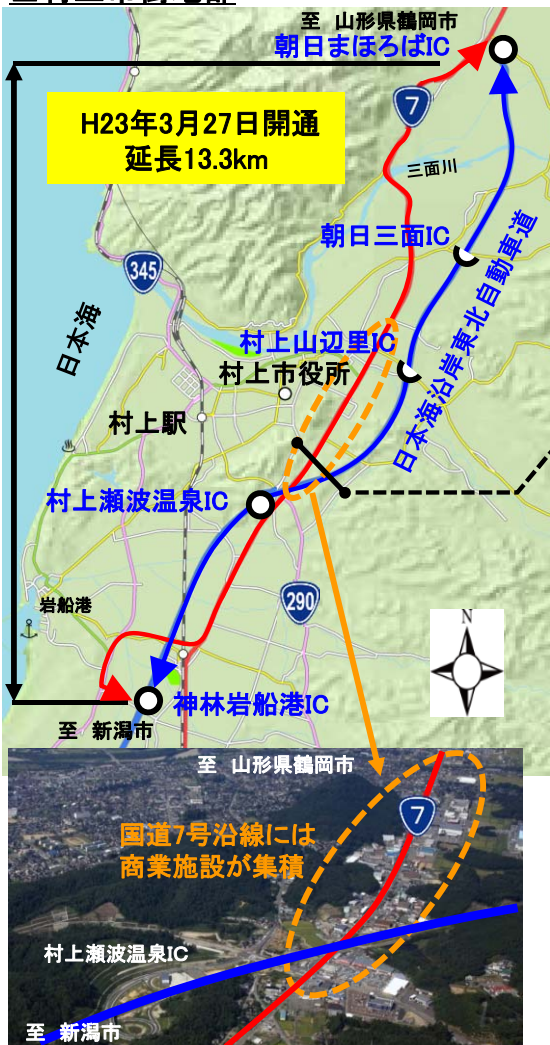 至 山形県鶴岡市
朝日まほろばIC
7
H23年3月27日開通
延長13.3km
三面川
朝日三面IC
345
日本海
日本海沿岸東北自動車道
村上山辺里IC
村上市役所
村上駅
村上瀬波温泉IC
290
岩船港
N
神林岩船港IC
至 新潟市
至 山形県鶴岡市
7
国道7号沿線には
商業施設が集積
村上瀬波温泉IC
至 新潟市